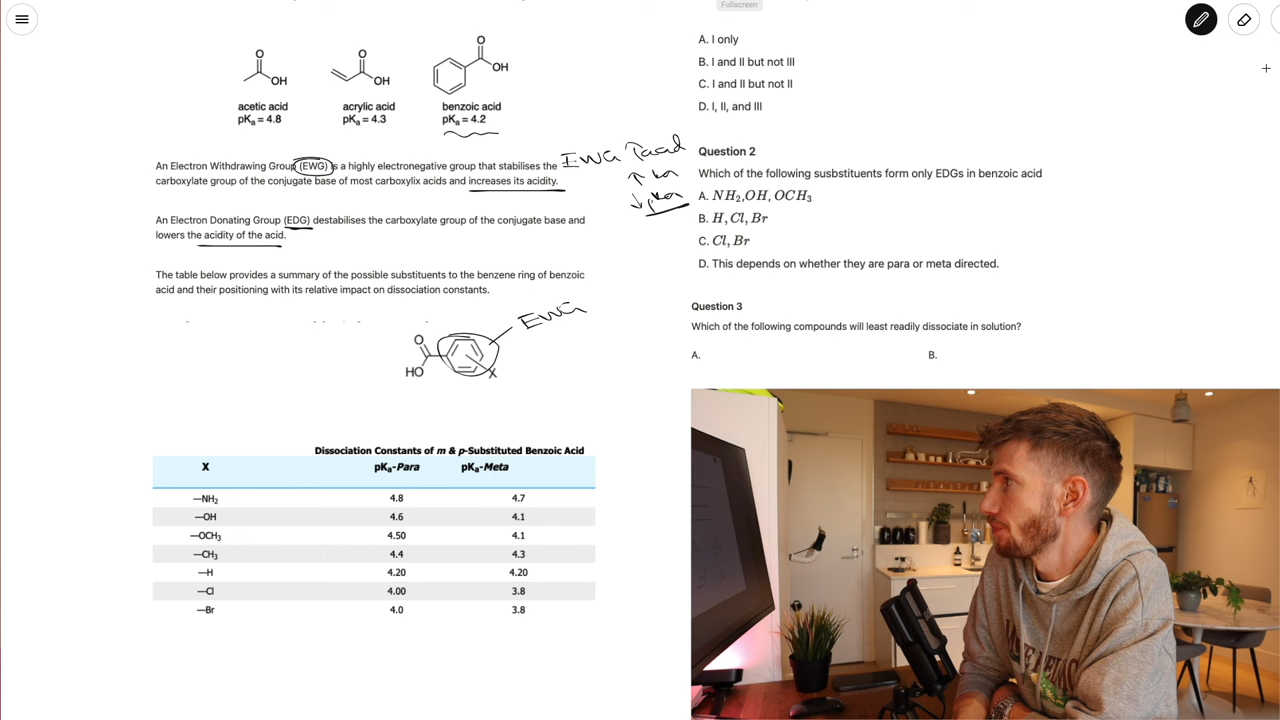 Fullscreen
O
OH
O
OH
O
OH
acetic acid
pKa = 4.8
acrylic acid
pKa = 4.3
benzoic acid
pKa = 4.2
An Electron Withdrawing Group (EWG) is a highly electronegative group that stabilises the
carboxylate group of the conjugate base of most carboxylix acids and increases its acidity.
An Electron Donating Group (EDG) destabilises the carboxylate group of the conjugate base and
lowers the acidity of the acid.
The table below provides a summary of the possible substituents to the benzene ring of benzoic
acid and their positioning with its relative impact on dissociation constants.
EWG ↑acid
↑ ka
↓ pka
EWG
O
HO
X
Dissociation Constants of m & p-Substituted Benzoic Acid
X pKa-Para pKa-Meta
—NH2 4.8 4.7
—OH 4.6 4.1
—OCH3 4.50 4.1
—CH3 4.4 4.3
—H 4.20 4.20
—Cl 4.00 3.8
—Br 4.0 3.8
A. I only
B. I and II but not III
C. I and II but not II
D. I, II, and III
Question 2
Which of the following susbstituents form only EDGs in benzoic acid
A. NH2,OH, OCH3
B. H, Cl, Br
C. Cl, Br
D. This depends on whether they are para or meta directed.
Question 3
Which of the following compounds will least readily dissociate in solution?
A. B.